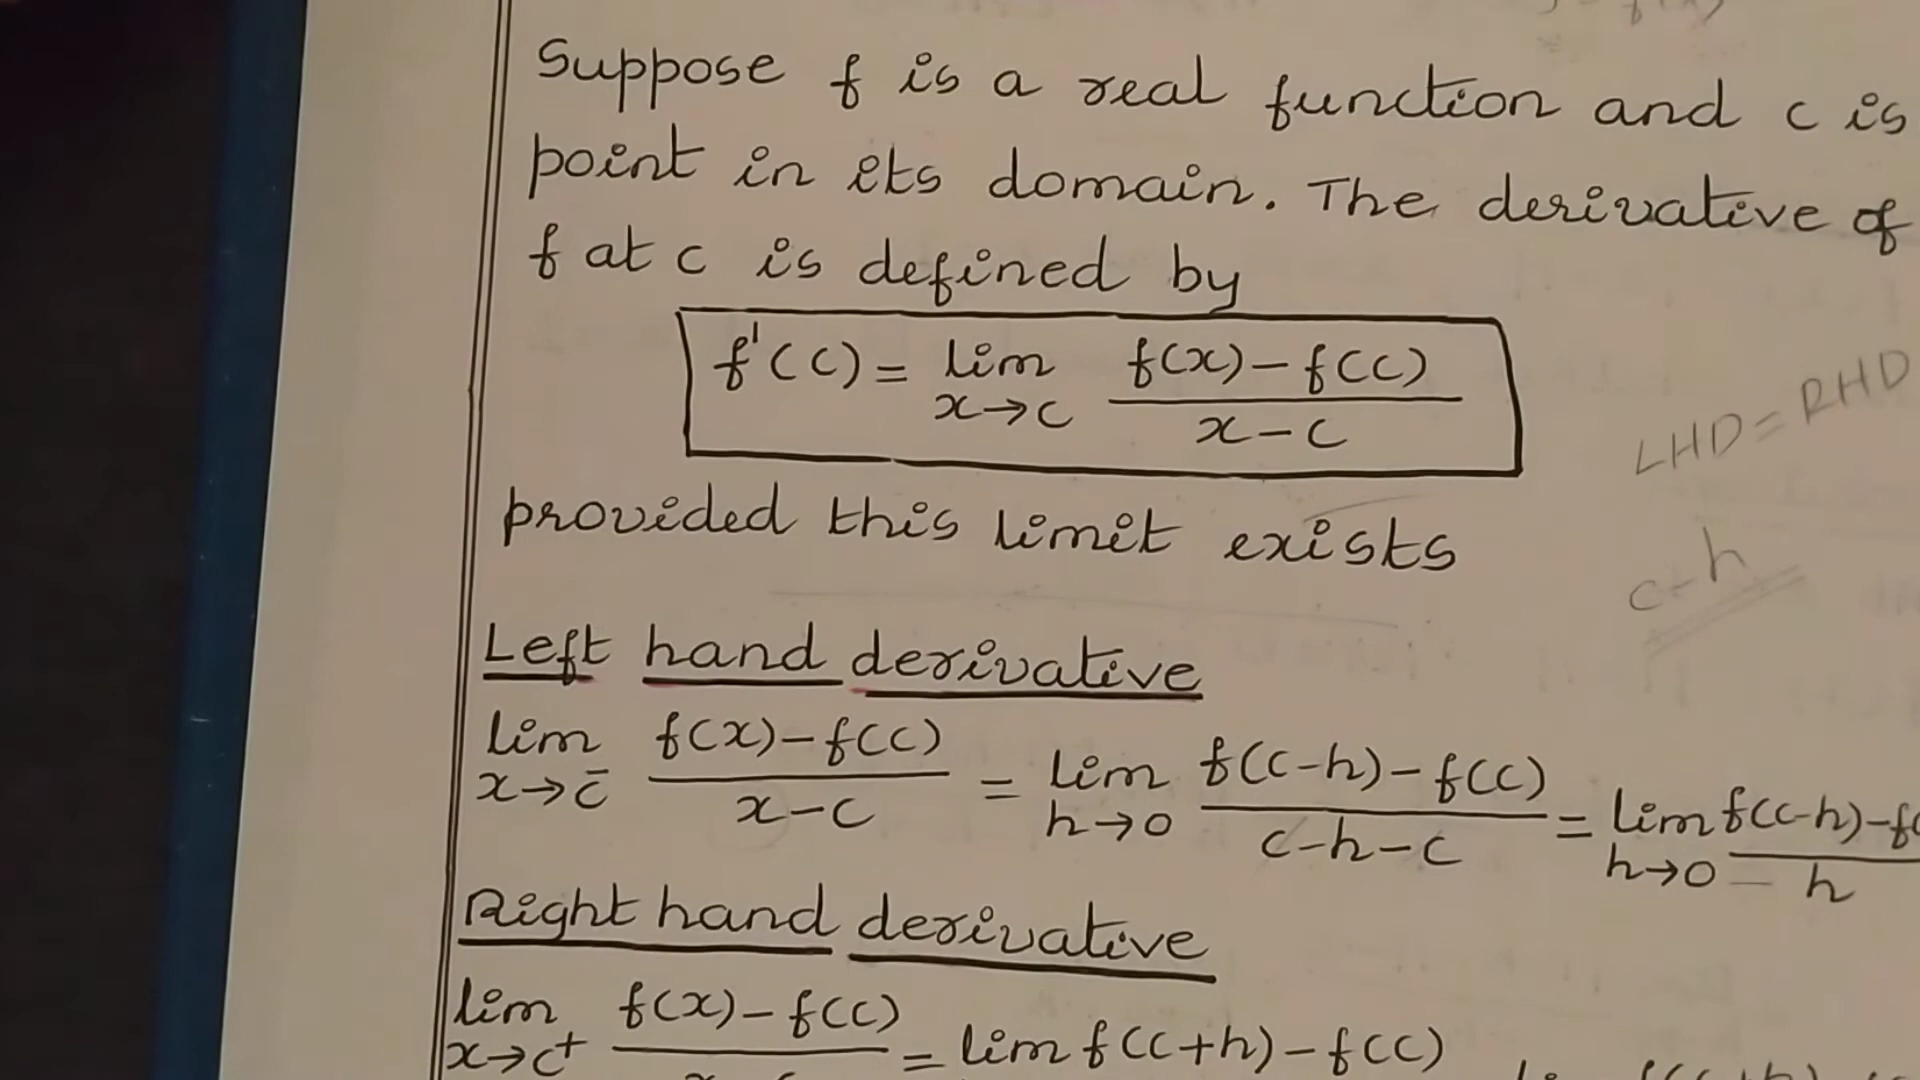 Suppose f is a real function and c is
point in its domain. The derivative of
f at c is defined by
f'(c) = lim x→c f(x)-f(c) / x-c
LHD = RHD
provided this limit exists
c-h
Left hand derivative
lim x→c̄ f(x)-f(c) / x-c = lim h→0 f(c-h)-f(c) / c-h-c = lim h→0 f(c-h)-f( / -h
Right hand derivative
lim x→c+ f(x)-f(c) = lim f(c+h)-f(c)